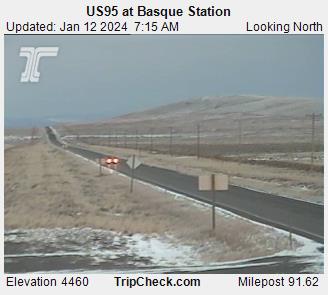 US95 at Basque Station
Updated: Jan 12 2024 7:15 AM Looking North
Elevation 4460 TripCheck.com Milepost 91.62